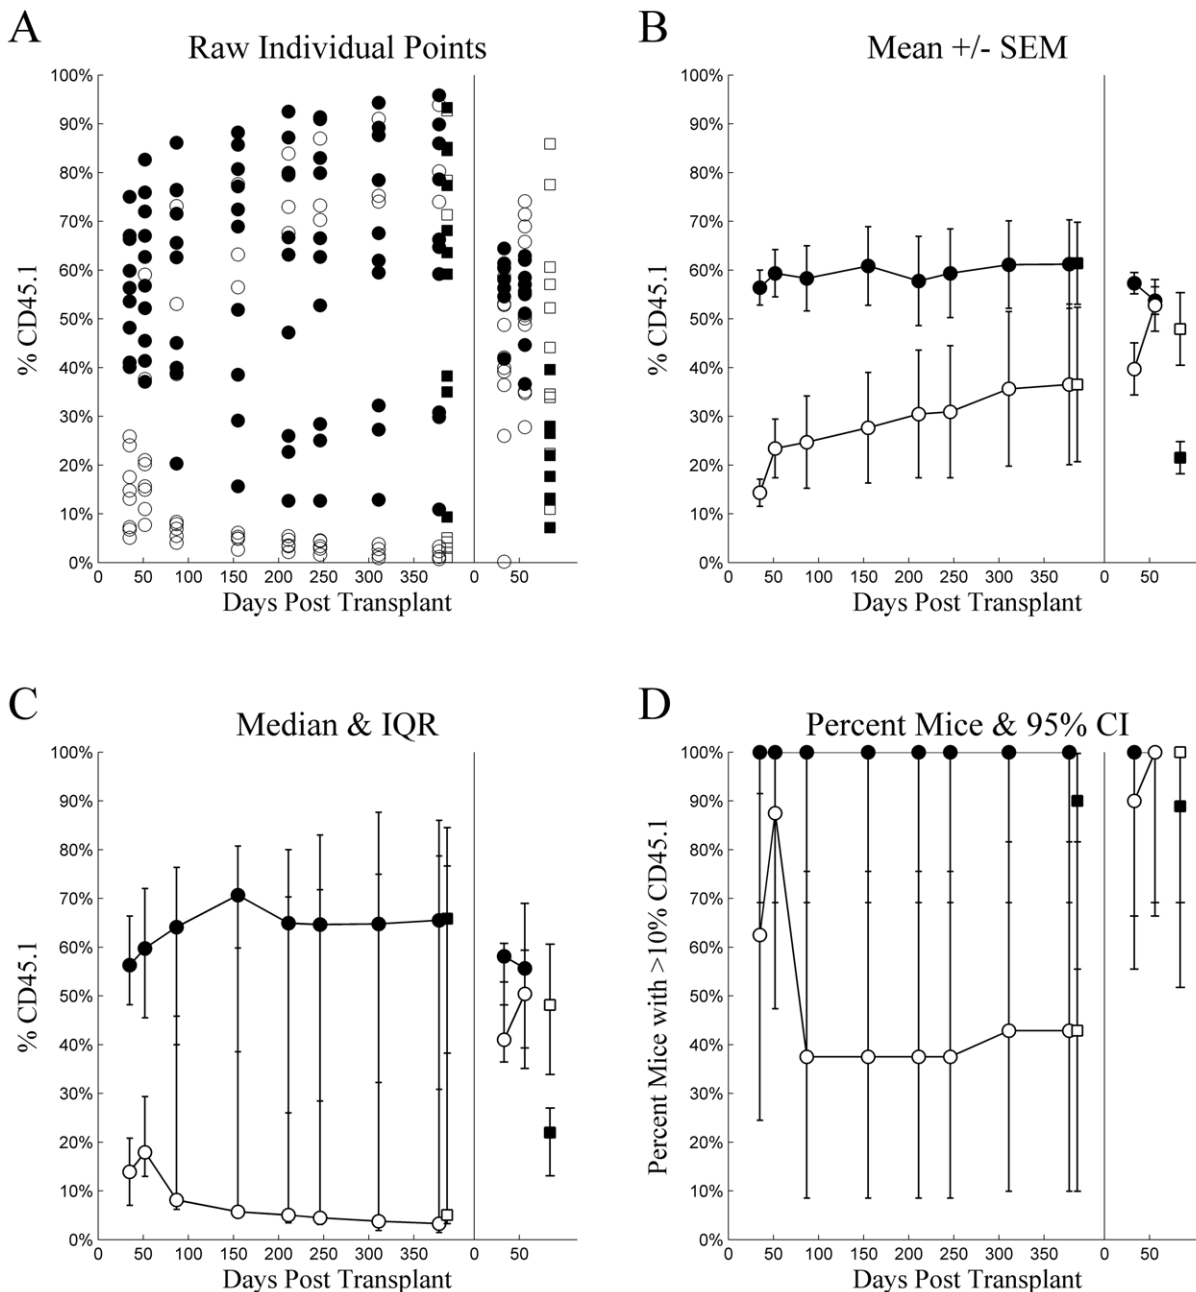 A
Raw Individual Points
% CD45.1
100%
90%
80%
70%
60%
50%
40%
30%
20%
10%
0%
0 50 100 150 200 250 300 350 0 50
Days Post Transplant
B
Mean +/- SEM
% CD45.1
100%
90%
80%
70%
60%
50%
40%
30%
20%
10%
0%
0 50 100 150 200 250 300 350 0 50
Days Post Transplant
C
Median & IQR
% CD45.1
100%
90%
80%
70%
60%
50%
40%
30%
20%
10%
0%
0 50 100 150 200 250 300 350 0 50
Days Post Transplant
D
Percent Mice & 95% CI
Percent Mice with >10% CD45.1
100%
90%
80%
70%
60%
50%
40%
30%
20%
10%
0%
0 50 100 150 200 250 300 350 0 50
Days Post Transplant